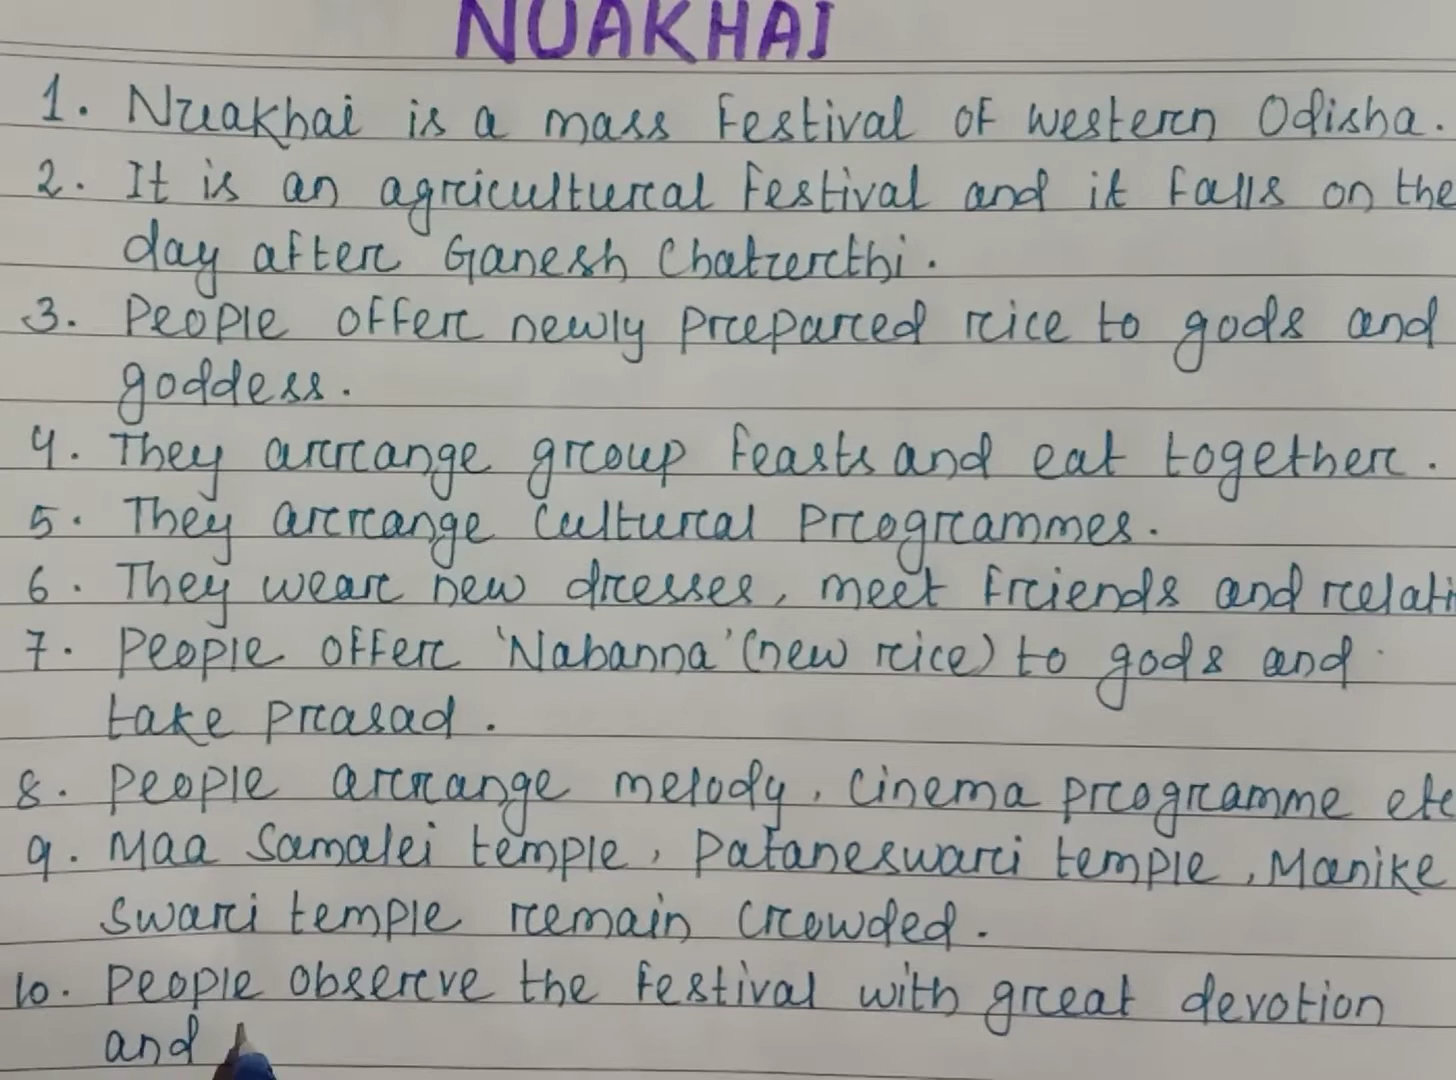 NUAKHAI
1. Nuakhai is a mass festival of western Odisha.
2. It is an agricultural festival and it falls on the
day after Ganesh Chaturthi.
3. People offer newly prepared rice to gods and
goddess.
4. They arrange group feasts and eat together.
5. They arrange cultural programmes.
6. They wear new dresses, meet friends and relati
7. People offer 'Nabanna' (new rice) to gods and
take prasad.
8. People arrange melody, cinema programme etc
9. Maa Samalei temple, Pataneswari temple, Manike
swari temple remain crowded.
10. People observe the festival with great devotion
and